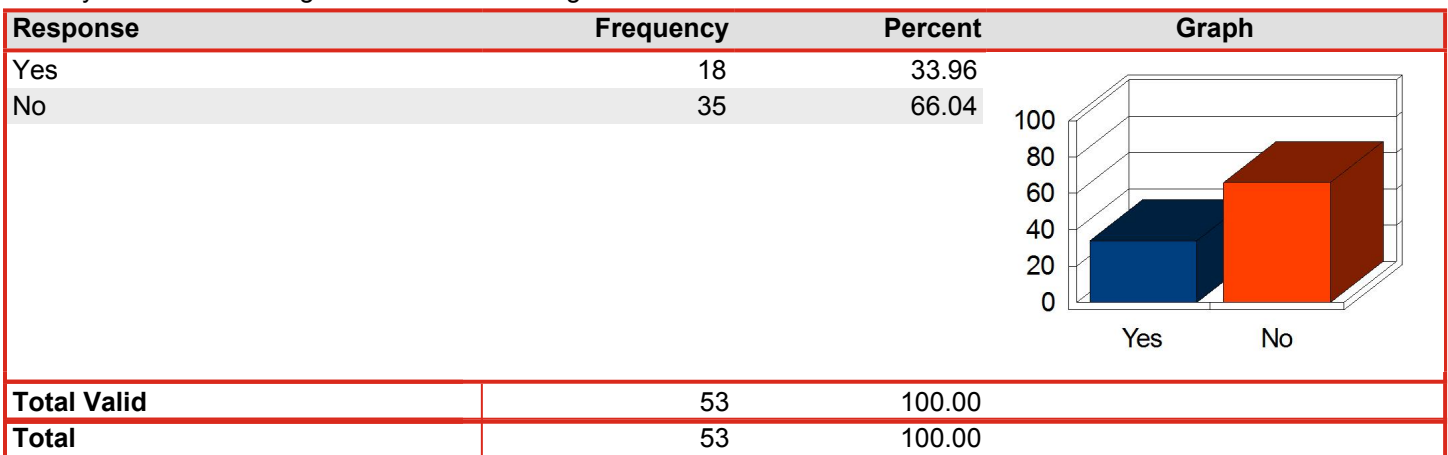 Response Frequency Percent Graph
Yes 18 33.96
No 35 66.04
100
80
60
40
20
0
Yes No
Total Valid 53 100.00
Total 53 100.00